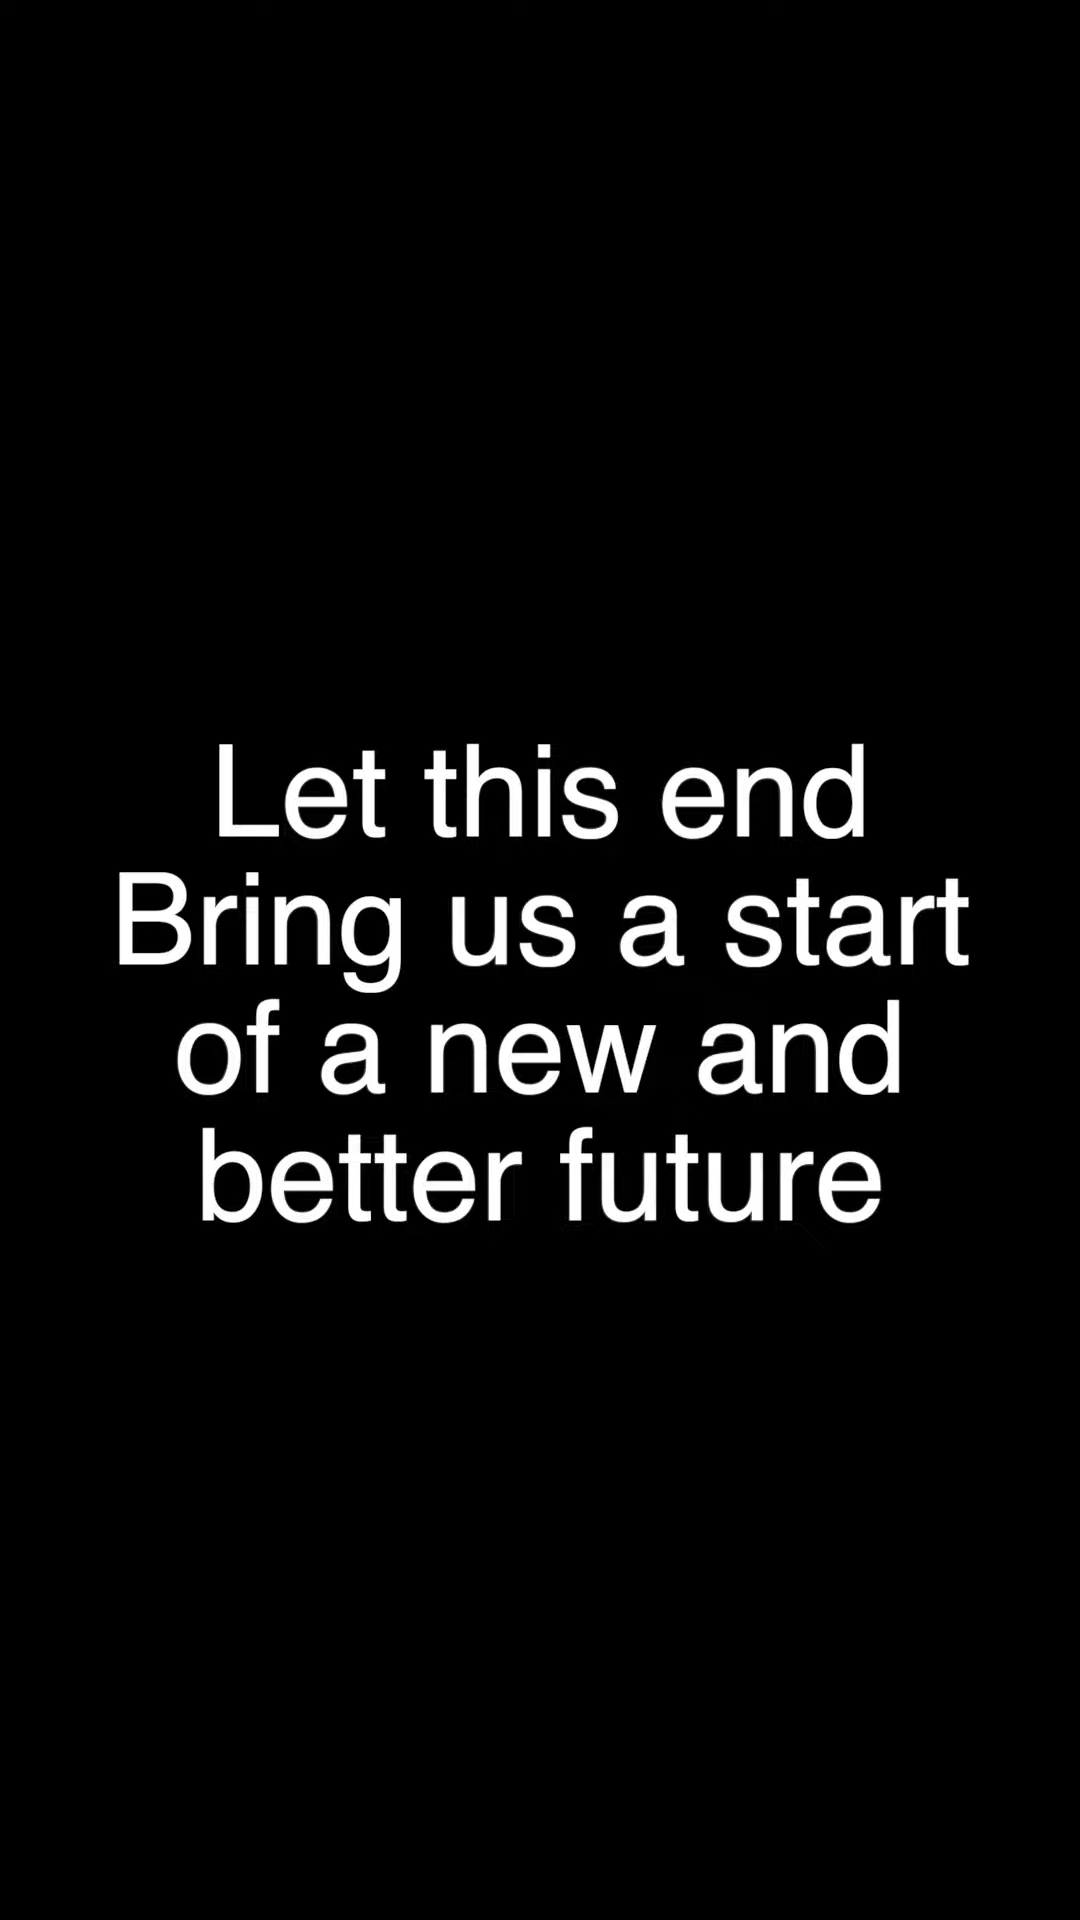 Let this end
Bring us a start
of a new and
better future